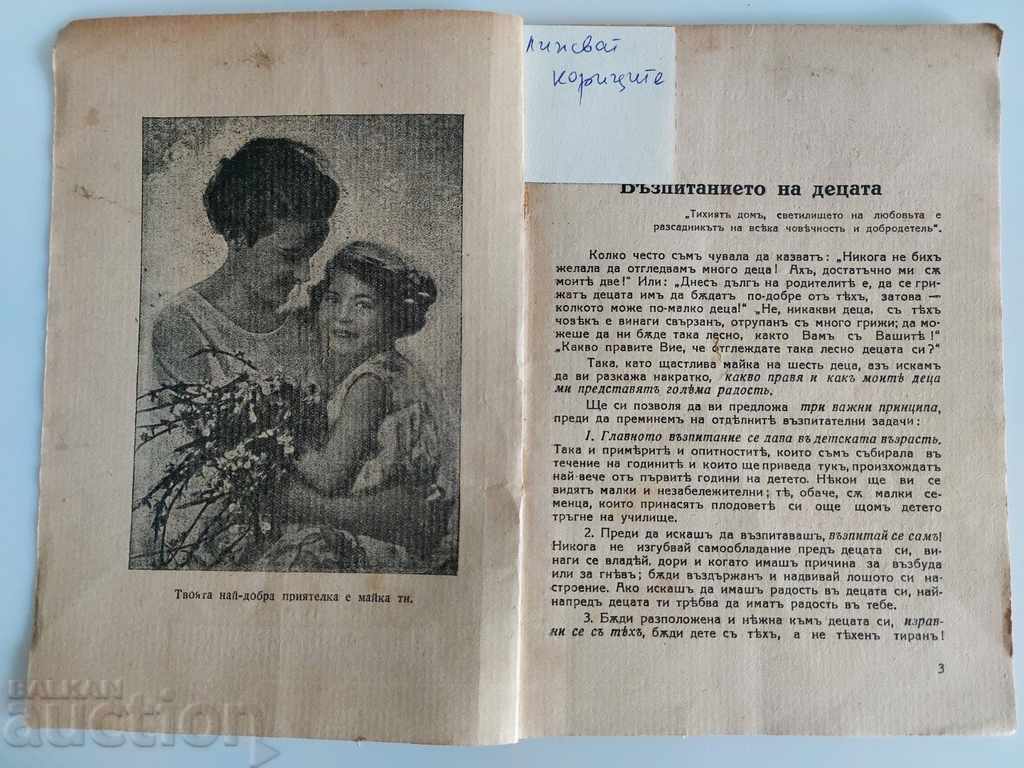 Твоята най-добра приятелка е майка ти.
Липсват
корицite
Възпитанието на децата
„Тихиятъ домъ, светилището на любовьта е
разсадникътъ на всѣка човѣчность и добродетель“.
Колко често съмъ чувала да казватъ: „Никога не бихъ
желала да отгледвамъ много деца! Ахъ, достатъчно ми сѫ
моитѣ две!“ Или: „Днесъ дългъ на родителитѣ е, да се гри-
жатъ децата имъ да бѫдатъ по-добре отъ тѣхъ, затова —
колкото може по-малко деца!“ „Не, никакви деца, съ тѣхъ
човѣкъ е винаги свързанъ, отрупанъ съ много грижи; да мо-
жеше да ни бѫде така лесно, както Вамъ съ Вашитѣ!“
„Какво правите Вие, че отглеждате така лесно децата си?“
Така, като щастлива майка на шесть деца, азъ искамъ
да ви разкажа накратко, какво правя и какъ моитѣ деца
ми представятъ голѣма радость.
Ще си позволя да ви предложа три важни принципа,
преди да преминемъ на отдѣлнитѣ възпитателни задачи:
1. Главното възпитание се дава въ детската възрасть.
Така и примѣритѣ и опитноститѣ, които съмъ събирала въ
течение на годинитѣ и които ще приведа тукъ, произхождатъ
най-вече отъ първитѣ години на детето. Нѣкои ще ви се
видятъ малки и незабележителни; тѣ, обаче, сѫ малки се-
менца, които принасятъ плодоветѣ си още щомъ детето
тръгне на училище.
2. Преди да искашъ да възпитавашъ, възпитай се самъ!
Никога не изгубвай самообладание предъ децата си, ви-
наги се владѣй, дори и когато имашъ причина за възбуда
или за гнѣвъ; бѫди въздържанъ и надвивай лошото си на-
строение. Ако искашъ да имашъ радость въ децата си, най-
напредъ децата ти трѣбва да иматъ радость въ тебе.
3. Бѫди разположена и нѣжна къмъ децата си, израв-
ни се съ тѣхъ, бѫди дете съ тѣхъ, а не тѣхенъ тиранъ!
3
BALKAN
auction